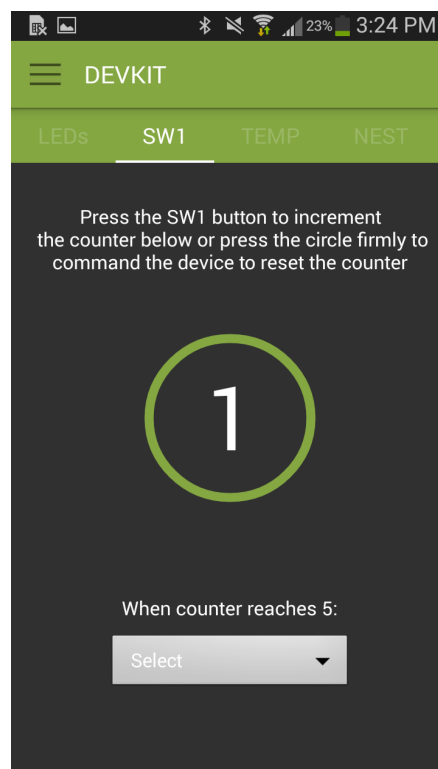 23% 3:24 PM
DEVKIT
LEDs SW1 TEMP NEST
Press the SW1 button to increment
the counter below or press the circle firmly to
command the device to reset the counter
1
When counter reaches 5:
Select